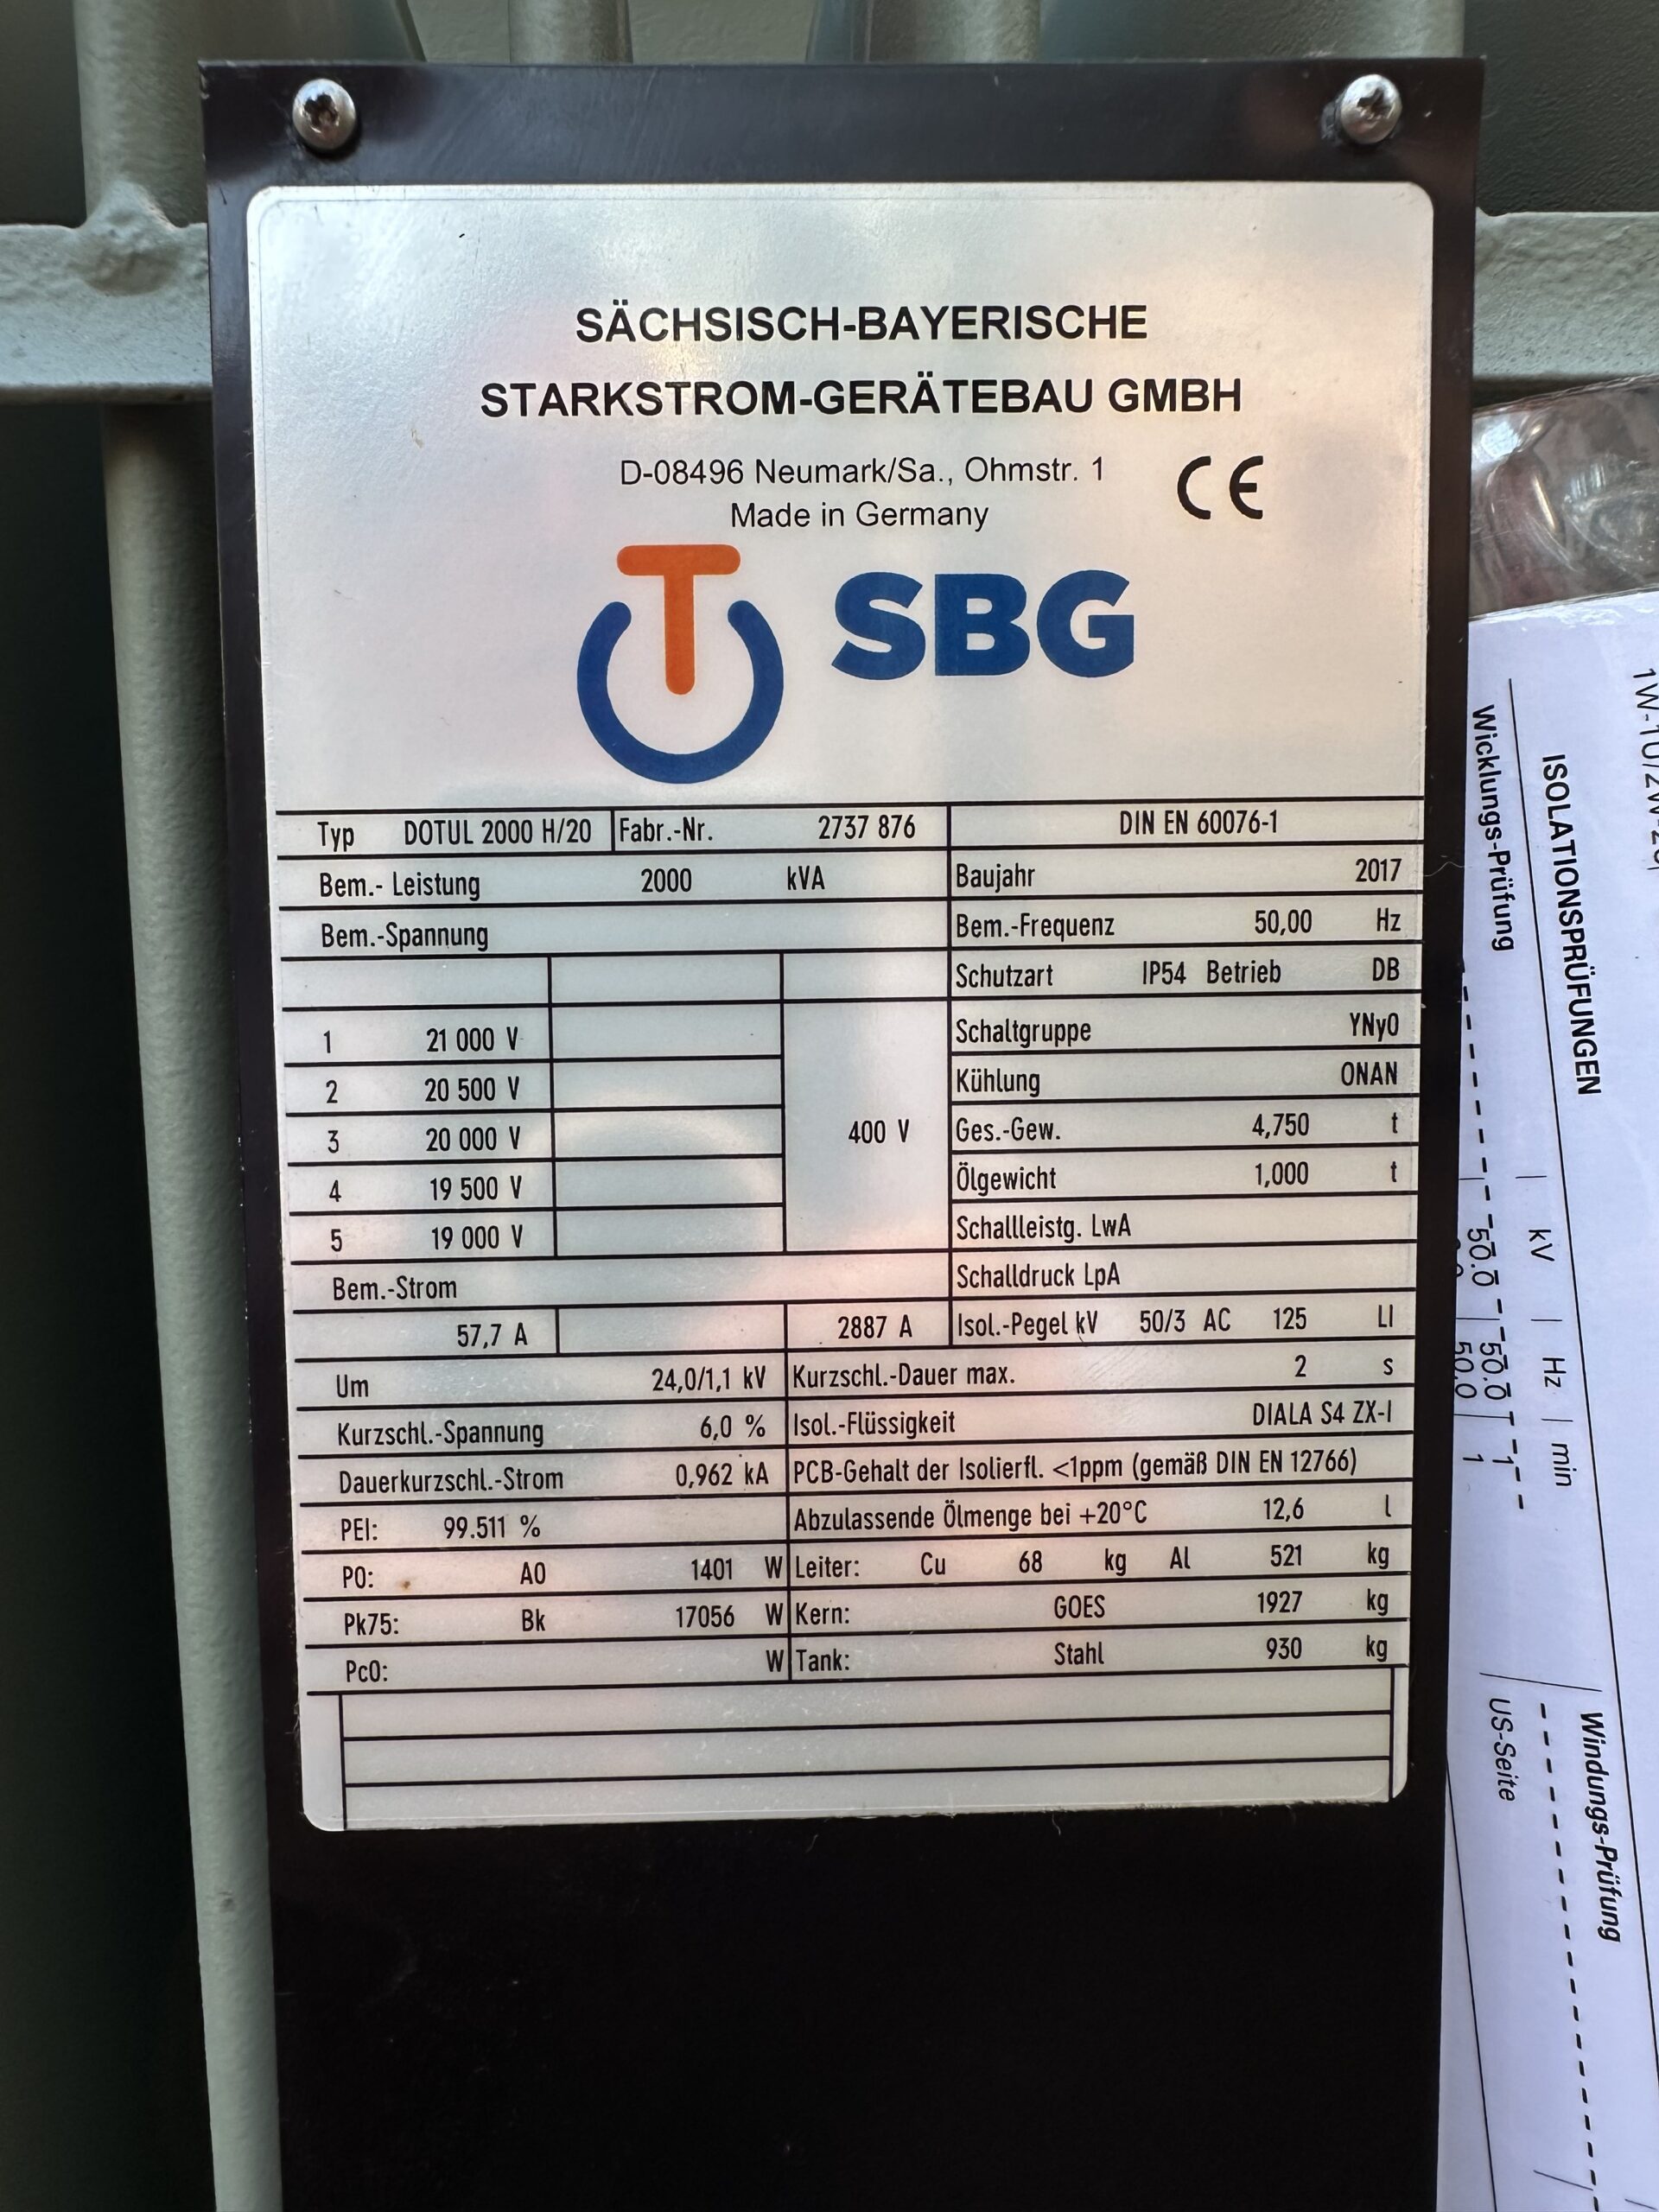 SÄCHSISCH-BAYERISCHE
STARKSTROM-GERÄTEBAU GMBH
D-08496 Neumark/Sa., Ohmstr. 1
Made in Germany
CE
SBG
Typ DOTUL 2000 H/20 Fabr.-Nr. 2737 876 DIN EN 60076-1
Bem.- Leistung 2000 kVA Baujahr 2017
Bem.-Spannung Bem.-Frequenz 50,00 Hz
Schutzart IP54 Betrieb DB
1 21 000 V Schaltgruppe YNy0
2 20 500 V Kühlung ONAN
3 20 000 V 400 V Ges.-Gew. 4,750 t
4 19 500 V Ölgewicht 1,000 t
5 19 000 V Schallleistg. LwA
Bem.-Strom Schalldruck LpA
57,7 A 2887 A Isol.-Pegel kV 50/3 AC 125 LI
Um 24,0/1,1 kV Kurzschl.-Dauer max. 2 s
Kurzschl.-Spannung 6,0 % Isol.-Flüssigkeit DIALA S4 ZX-I
Dauerkurzschl.-Strom 0,962 kA PCB-Gehalt der Isolierfl. <1ppm (gemäß DIN EN 12766)
PEI: 99.511 % Abzulassende Ölmenge bei +20°C 12,6 l
P0: A0 1401 W Leiter: Cu 68 kg Al 521 kg
Pk75: Bk 17056 W Kern: GOES 1927 kg
Pc0: W Tank: Stahl 930 kg
ISOLATIONSPRÜFUNGEN
Wicklungs-Prüfung kV Hz min
50.0 50.0 1
50.0 1
Windungs-Prüfung
US-Seite